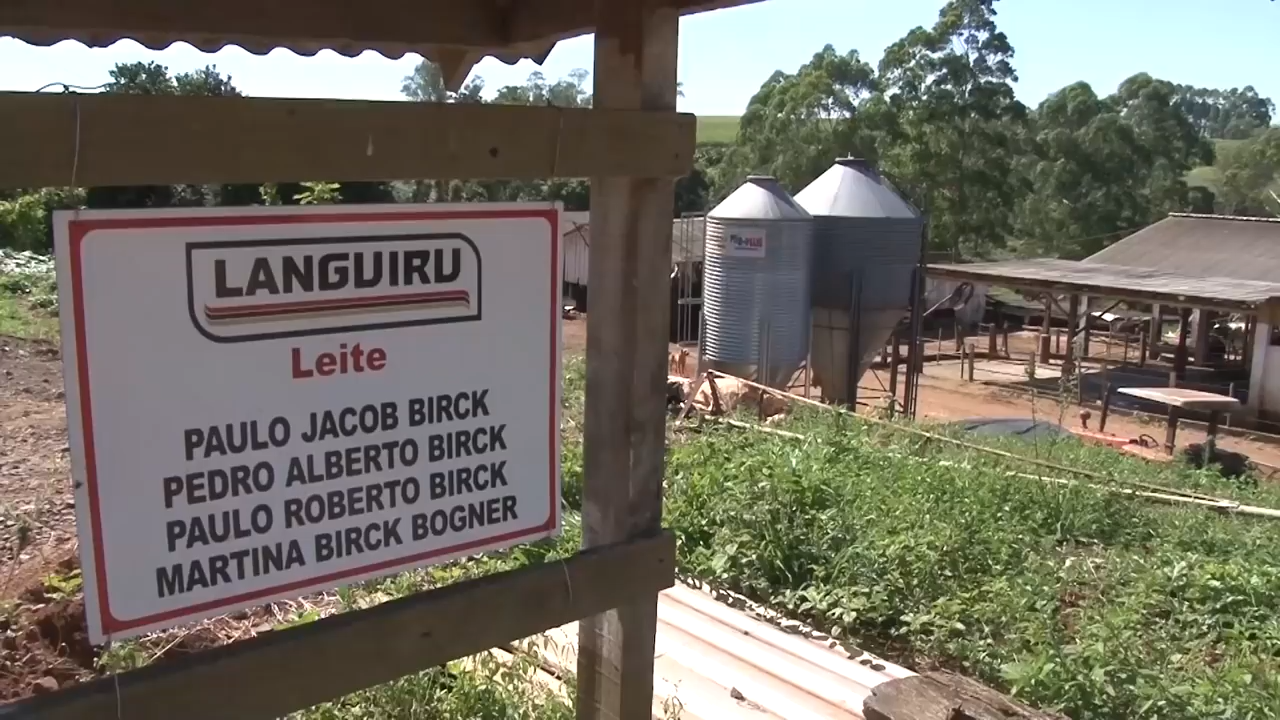 LANGUIRU
Leite
PAULO JACOB BIRCK
PEDRO ALBERTO BIRCK
PAULO ROBERTO BIRCK
MARTINA BIRCK BOGNER